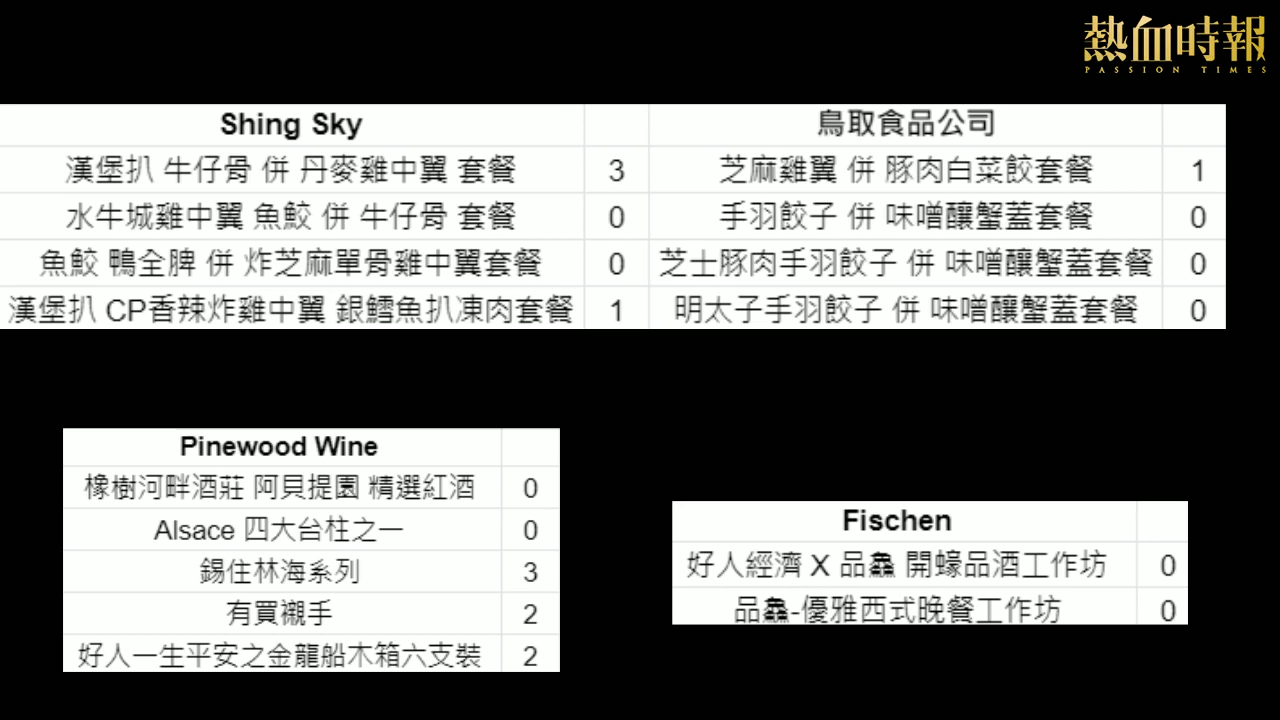 熱血時報
PASSION TIMES
Shing Sky
漢堡扒 牛仔骨 併 丹麥雞中翼 套餐 3
水牛城雞中翼 魚鮫 併 牛仔骨 套餐 0
魚鮫 鴨全脾 併 炸芝麻單骨雞中翼套餐 0
漢堡扒 CP香辣炸雞中翼 銀鱈魚扒凍肉套餐 1
鳥取食品公司
芝麻雞翼 併 豚肉白菜餃套餐 1
手羽餃子 併 味噌釀蟹蓋套餐 0
芝士豚肉手羽餃子 併 味噌釀蟹蓋套餐 0
明太子手羽餃子 併 味噌釀蟹蓋套餐 0
Pinewood Wine
橡樹河畔酒莊 阿貝提園 精選紅酒 0
Alsace 四大台柱之一 0
錫住林海系列 3
有買襯手 2
好人一生平安之金龍船木箱六支裝 2
Fischen
好人經濟 X 品鱻 開蠔品酒工作坊 0
品鱻-優雅西式晚餐工作坊 0